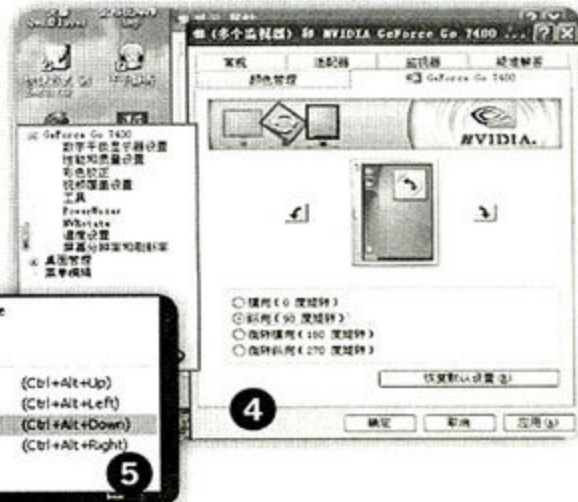 (多个监视器) 和 NVIDIA GeForce Go 7400 ...
常规 适配器 监视器 疑难解答
颜色管理 GeForce Go 7400
NVIDIA.
GeForce Go 7400
数字平板显示器设置
性能和质量设置
彩色校正
视频覆盖设置
工具
PowerMizer
NVRotate
温度设置
屏幕分辨率和刷新率
桌面管理
菜单编辑
横向(0 度旋转)
纵向(90 度旋转)
旋转横向(180 度旋转)
旋转纵向(270 度旋转)
恢复默认设置
4
确定 取消 应用(A)
(Ctrl+Alt+Up)
(Ctrl+Alt+Left)
(Ctrl+Alt+Down)
(Ctrl+Alt+Right)
5